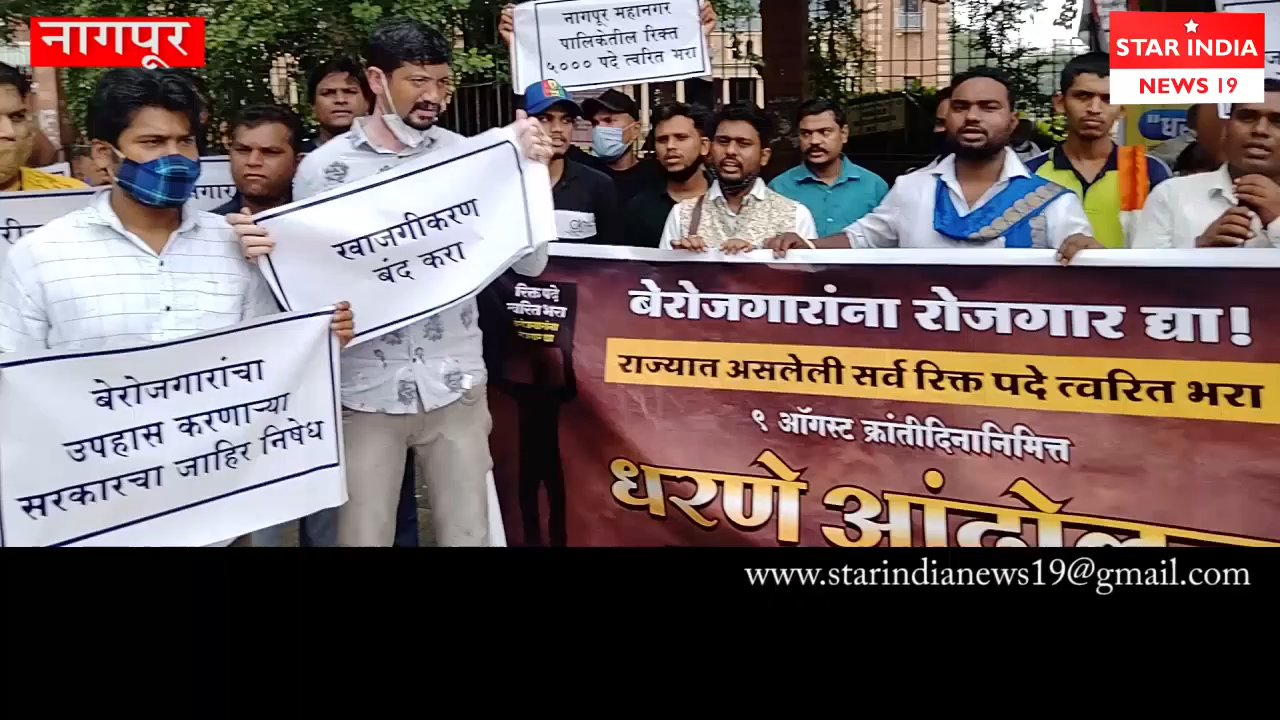 नागपूर
STAR INDIA
NEWS 19
नागपूर महानगर
पालिकेतील रिक्त
५००० पदे त्वरित भरा
खाजगीकरण
बंद करा
बेरोजगारांचा
उपहास करणाऱ्या
सरकारचा जाहिर निषेध
रिक्त पदे
त्वरित भरा
बेरोजगारांना रोजगार द्या!
राज्यात असलेली सर्व रिक्त पदे त्वरित भरा
९ ऑगस्ट क्रांतीदिनानिमित्त
धरणे आंदोलन
www.starindianews19@gmail.com